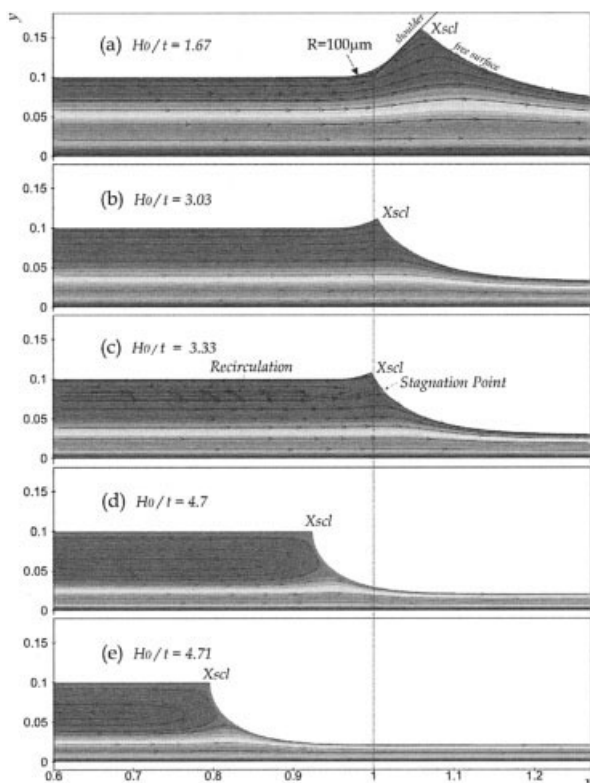 y
0.15
0.1
0.05
0
(a) H0/t = 1.67
R=100μm
shoulder
Xscl
free surface
0.15
0.1
0.05
0
(b) H0/t = 3.03
Xscl
0.15
0.1
0.05
0
(c) H0/t = 3.33
Recirculation
Xscl
Stagnation Point
0.15
0.1
0.05
0
(d) H0/t = 4.7
Xscl
0.15
0.1
0.05
0
(e) H0/t = 4.71
Xscl
0.6 0.7 0.8 0.9 1 1.1 1.2